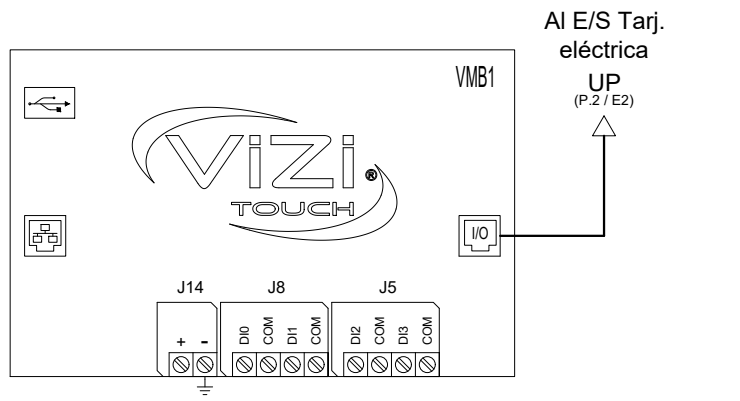 Al E/S Tarj.
eléctrica
UP
(P.2 / E2)
VMB1
ViZi®
TOUCH
I/O
J14
J8
J5
+ -
DI0 COM DI1 COM
DI2 COM DI3 COM